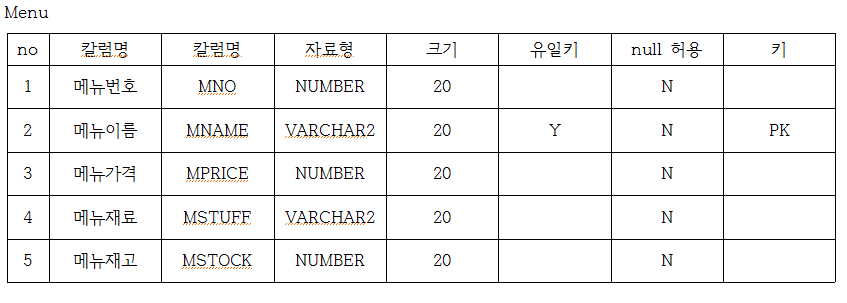 Menu
no 칼럼명 칼럼명 자료형 크기 유일키 null 허용 키
1 메뉴번호 MNO NUMBER 20 N
2 메뉴이름 MNAME VARCHAR2 20 Y N PK
3 메뉴가격 MPRICE NUMBER 20 N
4 메뉴재료 MSTUFF VARCHAR2 20 N
5 메뉴재고 MSTOCK NUMBER 20 N